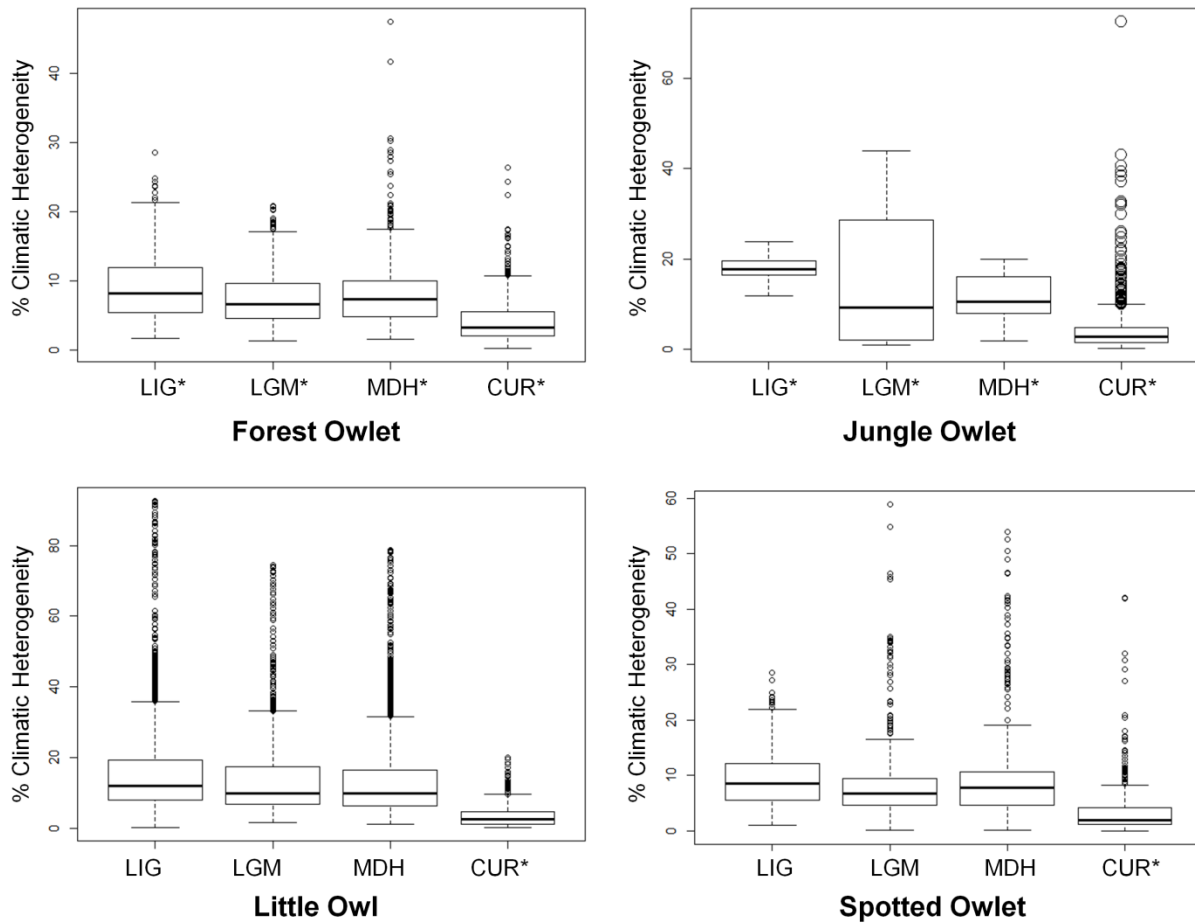 % Climatic Heterogeneity
40
30
20
10
0
LIG* LGM* MDH* CUR*
Forest Owlet
% Climatic Heterogeneity
60
40
20
0
LIG* LGM* MDH* CUR*
Jungle Owlet
% Climatic Heterogeneity
80
60
40
20
0
LIG LGM MDH CUR*
Little Owl
% Climatic Heterogeneity
60
50
40
30
20
10
0
LIG LGM MDH CUR*
Spotted Owlet